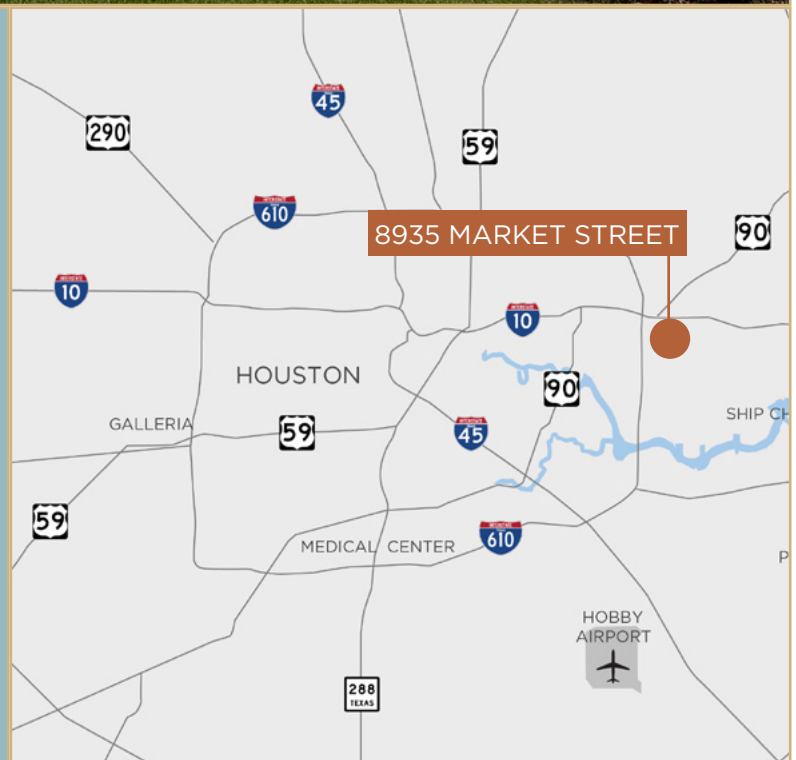 45
290
59
610
8935 MARKET STREET
90
10
10
HOUSTON
90
SHIP CH
GALLERIA
59
45
59
610
MEDICAL CENTER
P
HOBBY
AIRPORT
288
TEXAS